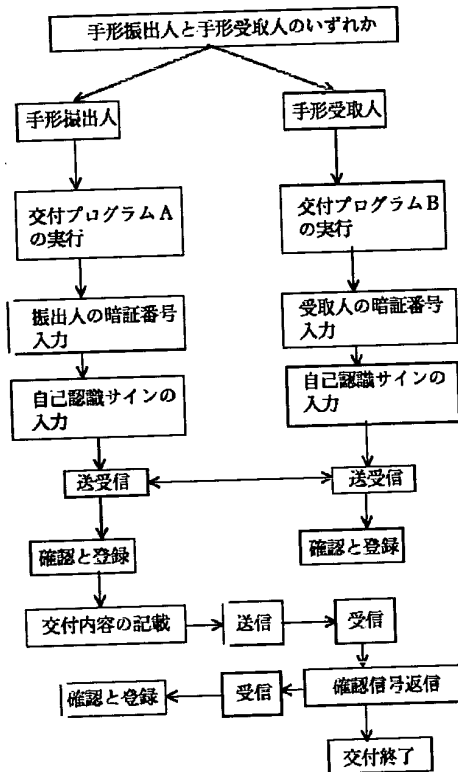 手形振出人と手形受取人のいずれか
手形振出人
手形受取人
交付プログラムA
の実行
交付プログラムB
の実行
振出人の暗証番号
入力
受取人の暗証番号
入力
自己認識サインの
入力
自己認識サインの
入力
送受信
送受信
確認と登録
確認と登録
交付内容の記載
送信
受信
確認と登録
受信
確認信号返信
交付終了